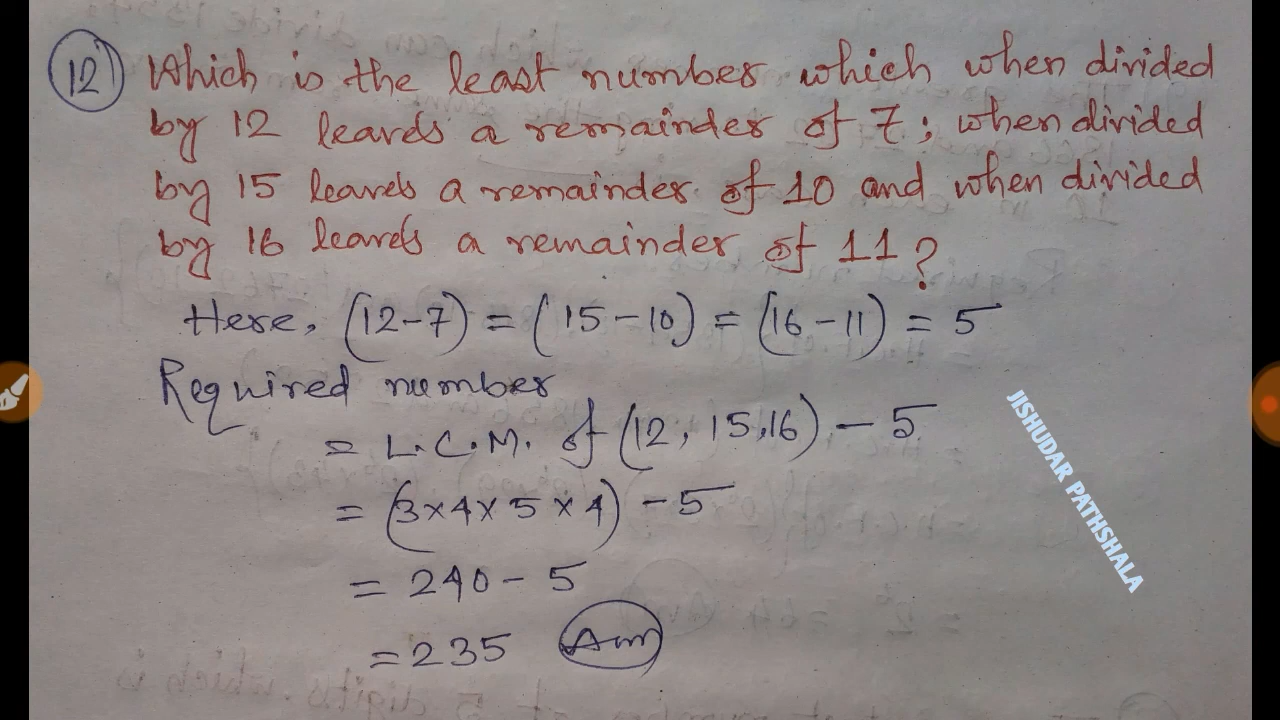 12) Which is the least number which when divided
by 12 leaves a remainder of 7; when divided
by 15 leaves a remainder of 10 and when divided
by 16 leaves a remainder of 11?
Here, (12-7) = (15-10) = (16-11) = 5
Required number
= L.C.M. of (12, 15, 16) - 5
= (3×4×5×4) - 5
= 240 - 5
= 235 Ans
JISHUDAR PATHSHALA